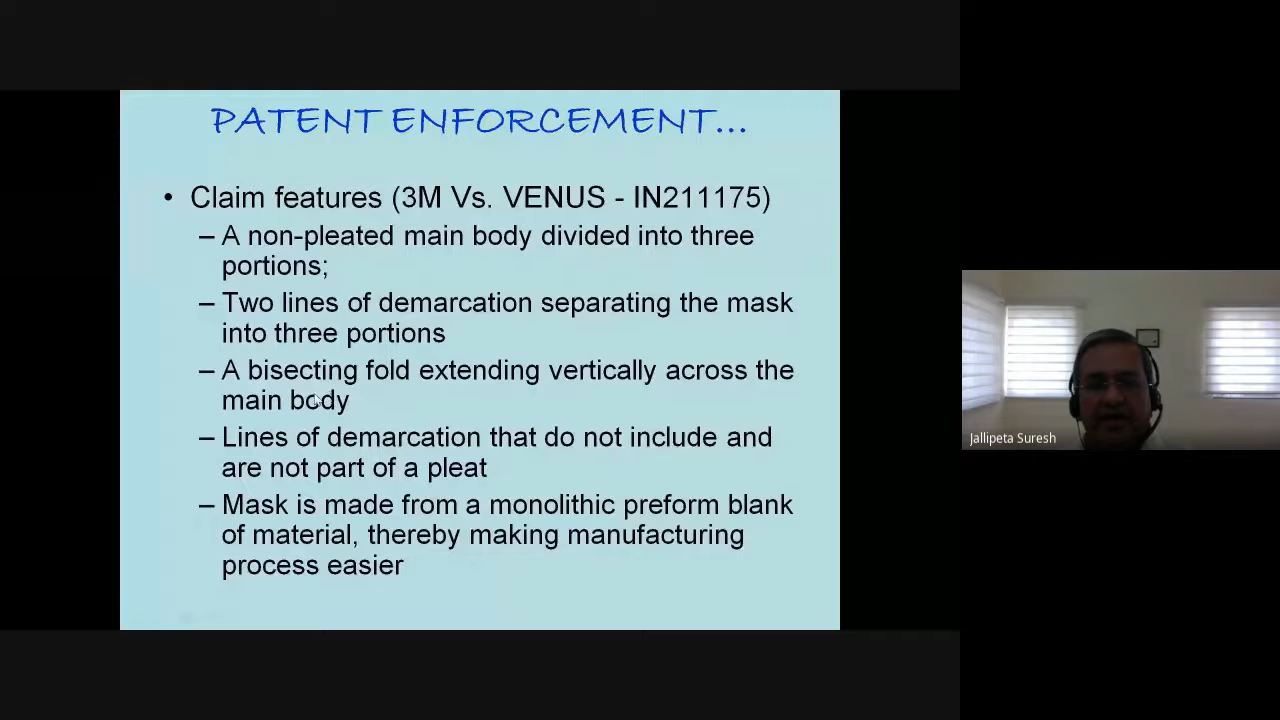 PATENT ENFORCEMENT...
• Claim features (3M Vs. VENUS - IN211175)
– A non-pleated main body divided into three
portions;
– Two lines of demarcation separating the mask
into three portions
– A bisecting fold extending vertically across the
main body
– Lines of demarcation that do not include and
are not part of a pleat
– Mask is made from a monolithic preform blank
of material, thereby making manufacturing
process easier
Jallipeta Suresh